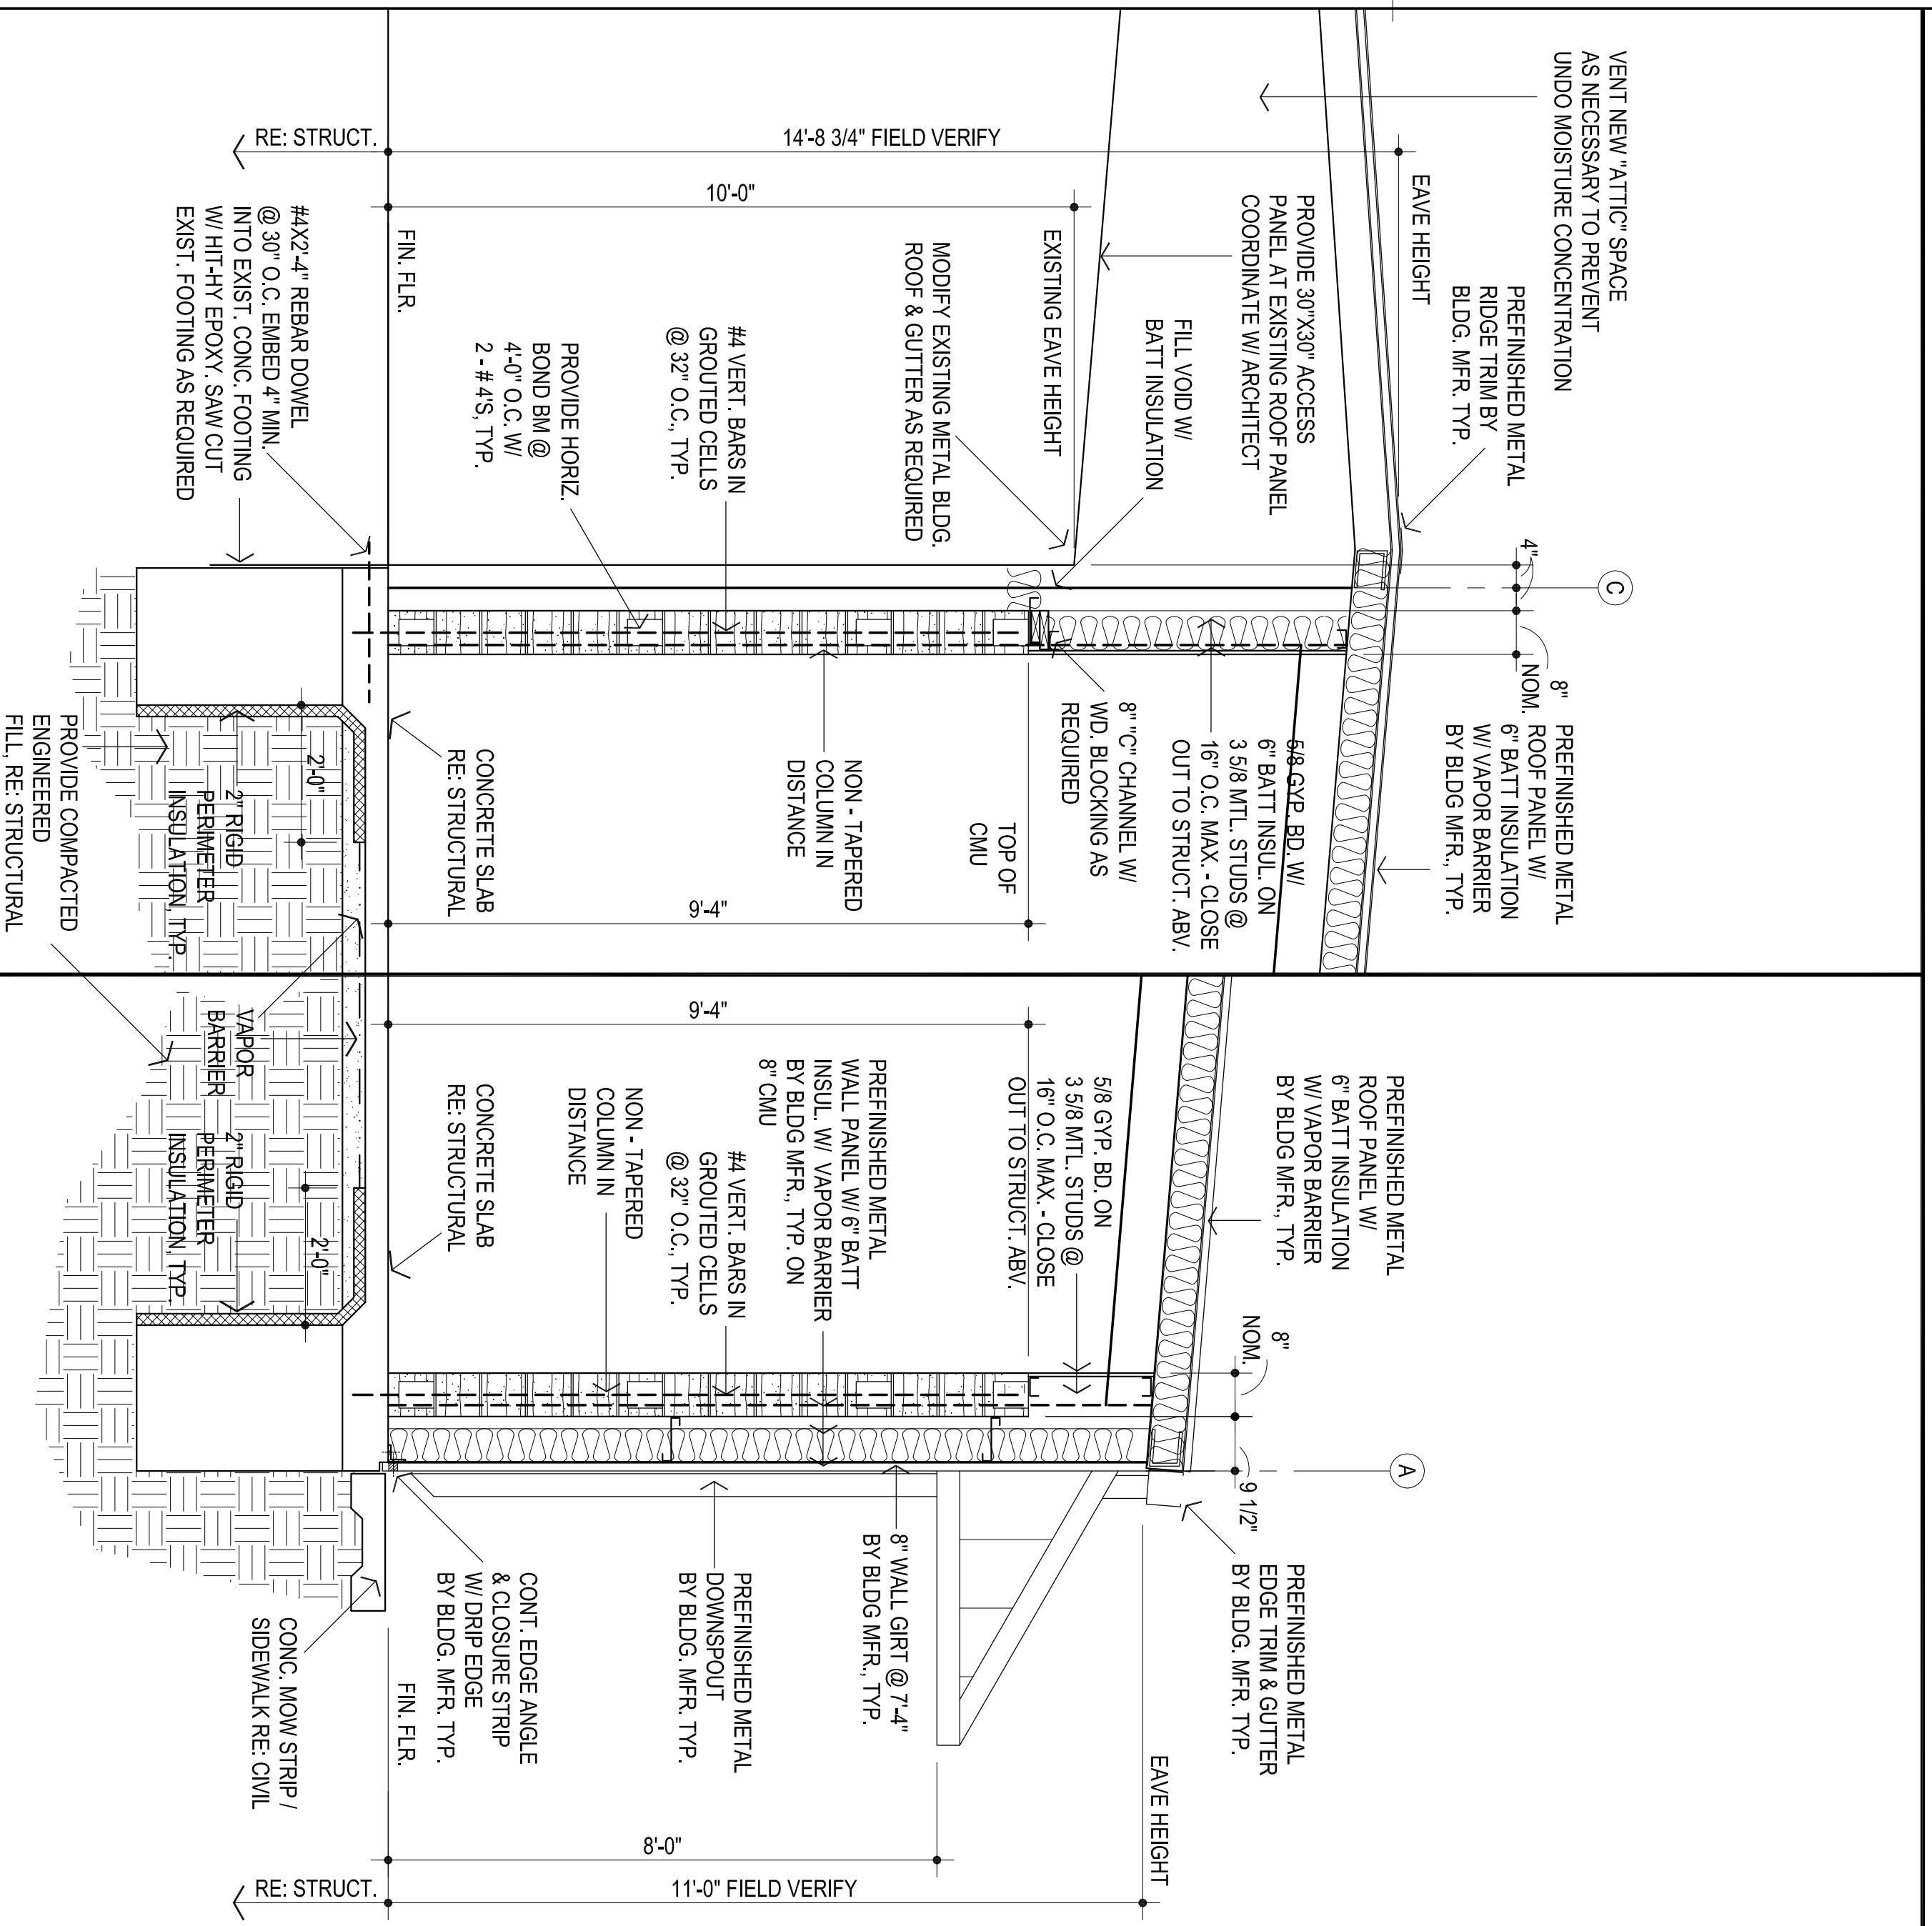 VENT NEW "ATTIC" SPACE
AS NECESSARY TO PREVENT
UNDO MOISTURE CONCENTRATION
PREFINISHED METAL
RIDGE TRIM BY
BLDG. MFR. TYP.
EAVE HEIGHT
4"
C
8"
NOM.
PREFINISHED METAL
ROOF PANEL W/
6" BATT INSULATION
W/ VAPOR BARRIER
BY BLDG MFR., TYP.
PROVIDE 30"X30" ACCESS
PANEL AT EXISTING ROOF PANEL
COORDINATE W/ ARCHITECT
FILL VOID W/
BATT INSULATION
EXISTING EAVE HEIGHT
MODIFY EXISTING METAL BLDG.
ROOF & GUTTER AS REQUIRED
14'-8 3/4" FIELD VERIFY
10'-0"
#4 VERT. BARS IN
GROUTED CELLS
@ 32" O.C., TYP.
PROVIDE HORIZ.
BOND BM @
4'-0" O.C. W/
2 - # 4'S, TYP.
5/8 GYP. BD. W/
6" BATT INSUL. ON
3 5/8 MTL. STUDS @
16" O.C. MAX. - CLOSE
OUT TO STRUCT. ABV.
8" "C" CHANNEL W/
WD. BLOCKING AS
REQUIRED
TOP OF
CMU
NON - TAPERED
COLUMN IN
DISTANCE
9'-4"
CONCRETE SLAB
RE: STRUCTURAL
FIN. FLR.
RE: STRUCT.
#4X2'-4" REBAR DOWEL
@ 30" O.C. EMBED 4" MIN.
INTO EXIST. CONC. FOOTING
W/ HIT-HY EPOXY. SAW CUT
EXIST. FOOTING AS REQUIRED
2'-0"
2" RIGID
PERIMETER
INSULATION, TYP.
PROVIDE COMPACTED
ENGINEERED
FILL, RE: STRUCTURAL
VAPOR
BARRIER
PREFINISHED METAL
ROOF PANEL W/
6" BATT INSULATION
W/ VAPOR BARRIER
BY BLDG MFR., TYP.
8"
NOM.
A
9 1/2"
PREFINISHED METAL
EDGE TRIM & GUTTER
BY BLDG. MFR. TYP.
EAVE HEIGHT
5/8 GYP. BD. ON
3 5/8 MTL. STUDS @
16" O.C. MAX. - CLOSE
OUT TO STRUCT. ABV.
9'-4"
PREFINISHED METAL
WALL PANEL W/ 6" BATT
INSUL. W/ VAPOR BARRIER
BY BLDG MFR., TYP. ON
8" CMU
#4 VERT. BARS IN
GROUTED CELLS
@ 32" O.C., TYP.
NON - TAPERED
COLUMN IN
DISTANCE
CONCRETE SLAB
RE: STRUCTURAL
8" WALL GIRT @ 7'-4"
BY BLDG MFR., TYP.
PREFINISHED METAL
DOWNSPOUT
BY BLDG. MFR. TYP.
CONT. EDGE ANGLE
& CLOSURE STRIP
W/ DRIP EDGE
BY BLDG. MFR. TYP.
8'-0"
11'-0" FIELD VERIFY
FIN. FLR.
RE: STRUCT.
2'-0"
2" RIGID
PERIMETER
INSULATION, TYP.
CONC. MOW STRIP /
SIDEWALK RE: CIVIL